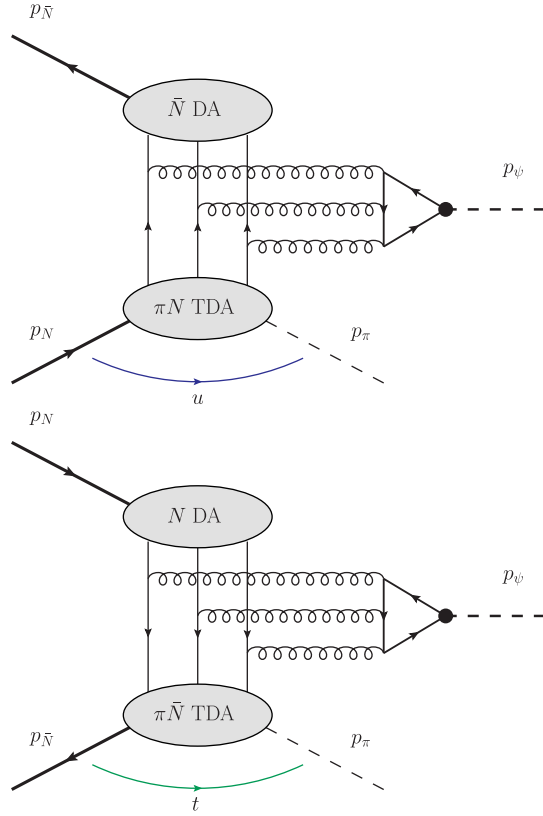 p_{\bar{N}}
\bar{N} DA
p_ψ
πN TDA
p_N
p_π
u
p_N
N DA
p_ψ
π\bar{N} TDA
p_{\bar{N}}
p_π
t